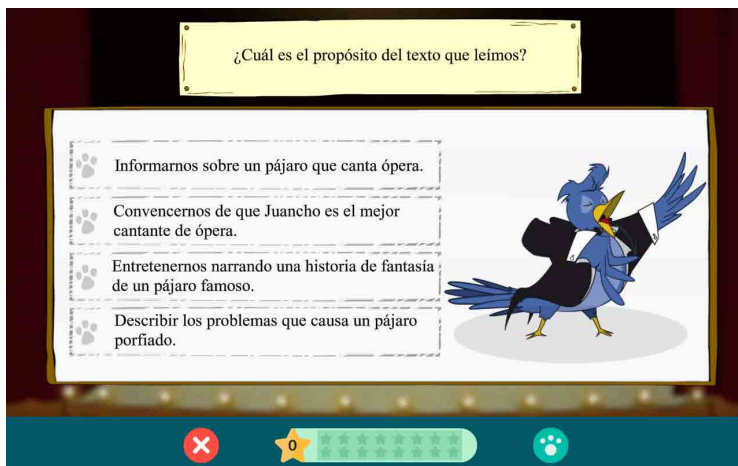 ¿Cuál es el propósito del texto que leímos?
Informarnos sobre un pájaro que canta ópera.
Convencernos de que Juancho es el mejor
cantante de ópera.
Entretenernos narrando una historia de fantasía
de un pájaro famoso.
Describir los problemas que causa un pájaro
porfiado.
0